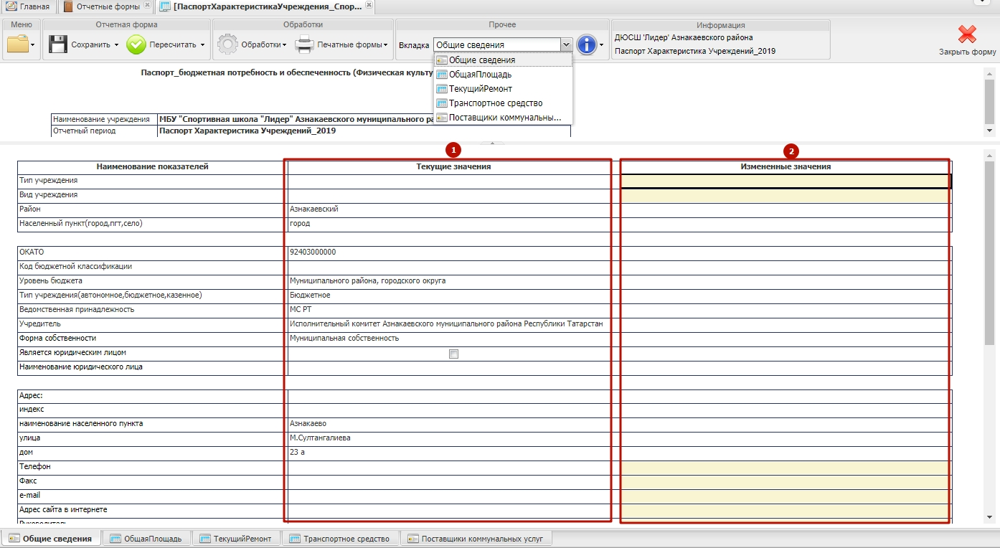 Главная
Отчетные формы
[ПаспортХарактеристикаУчреждения_Спор...
Меню
Отчетная форма
Обработки
Прочее
Информация
Сохранить
Пересчитать
Обработки
Печатные формы
Вкладка
Общие сведения
ДЮСШ 'Лидер' Азнакаевского района
Паспорт Характеристика Учреждений_2019
Закрыть форму
Общие сведения
ОбщаяПлощадь
ТекущийРемонт
Транспортное средство
Поставщики коммунальны...
Паспорт_бюджетная потребность и обеспеченность (Физическая культу
Наименование учреждения МБУ "Спортивная школа "Лидер" Азнакаевского муниципального ра
Отчетный период Паспорт Характеристика Учреждений_2019
1 2
Наименование показателей Текущие значения Измененные значения
Тип учреждения
Вид учреждения
Район Азнакаевский
Населенный пункт(город,пгт,село) город
ОКАТО 92403000000
Код бюджетной классификации
Уровень бюджета Муниципального района, городского округа
Тип учреждения(автономное,бюджетное,казенное) Бюджетное
Ведомственная принадлежность МС РТ
Учредитель Исполнительный комитет Азнакаевского муниципального района Республики Татарстан
Форма собственности Муниципальная собственность
Является юридическим лицом
Наименование юридического лица
Адрес:
индекс
наименование населенного пункта Азнакаево
улица М.Султангалиева
дом 23 а
Телефон
Факс
e-mail
Адрес сайта в интернете
Руководитель
Общие сведения
ОбщаяПлощадь
ТекущийРемонт
Транспортное средство
Поставщики коммунальных услуг